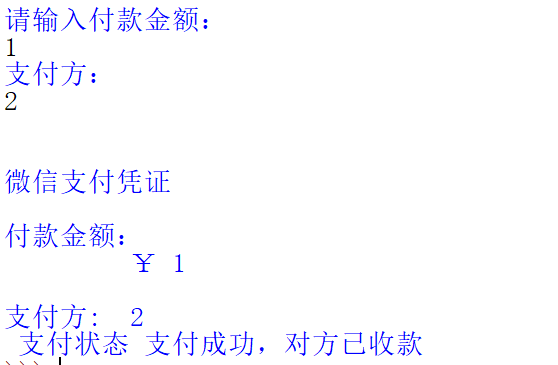 请输入付款金额：
1
支付方：
2
微信支付凭证
付款金额：
￥ 1
支付方： 2
支付状态 支付成功，对方已收款